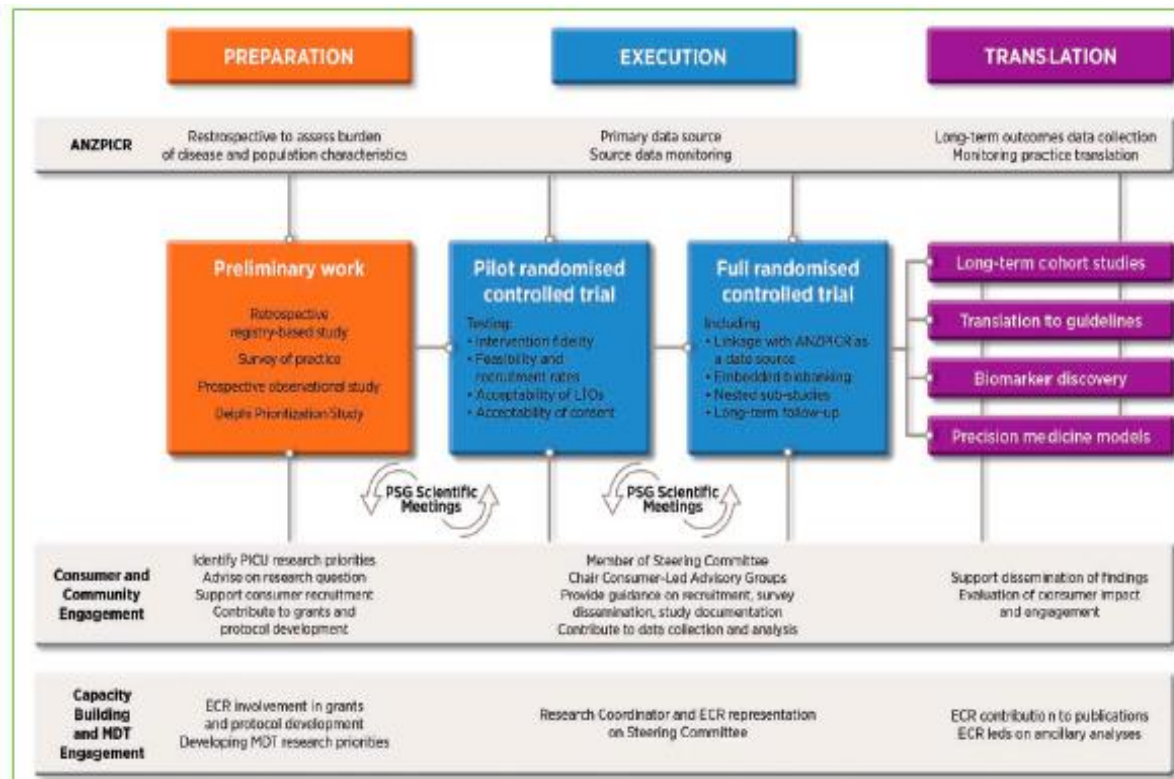 PREPARATION
EXECUTION
TRANSLATION
ANZPICR
Restrospective to assess burden
of disease and population characteristics
Primary data source
Source data monitoring
Long-term outcomes data collection
Monitoring practice translation
Preliminary work
Retrospective
registry-based study
Survey of practice
Prospective observational study
Delphi Prioritization Study
Pilot randomised
controlled trial
Testing:
• Intervention fidelity
• Feasibility and
recruitment rates
• Acceptability of LTOs
• Acceptability of consent
Full randomised
controlled trial
Including
• Linkage with ANZPICR as
a data source
• Embedded biobanking
• Nested sub-studies
• Long-term follow-up
Long-term cohort studies
Translation to guidelines
Biomarker discovery
Precision medicine models
PSG Scientific
Meetings
PSG Scientific
Meetings
Consumer and
Community
Engagement
Identify PICU research priorities
Advise on research question
Support consumer recruitment
Contribute to grants and
protocol development
Member of Steering Committee
Chair Consumer-Led Advisory Groups
Provide guidance on recruitment, survey
dissemination, study documentation
Contribute to data collection and analysis
Support dissemination of findings
Evaluation of consumer impact
and engagement
Capacity
Building
and MDT
Engagement
ECR involvement in grants
and protocol development
Developing MDT research priorities
Research Coordinator and ECR representation
on Steering Committee
ECR contribution to publications
ECR leds on ancillary analyses